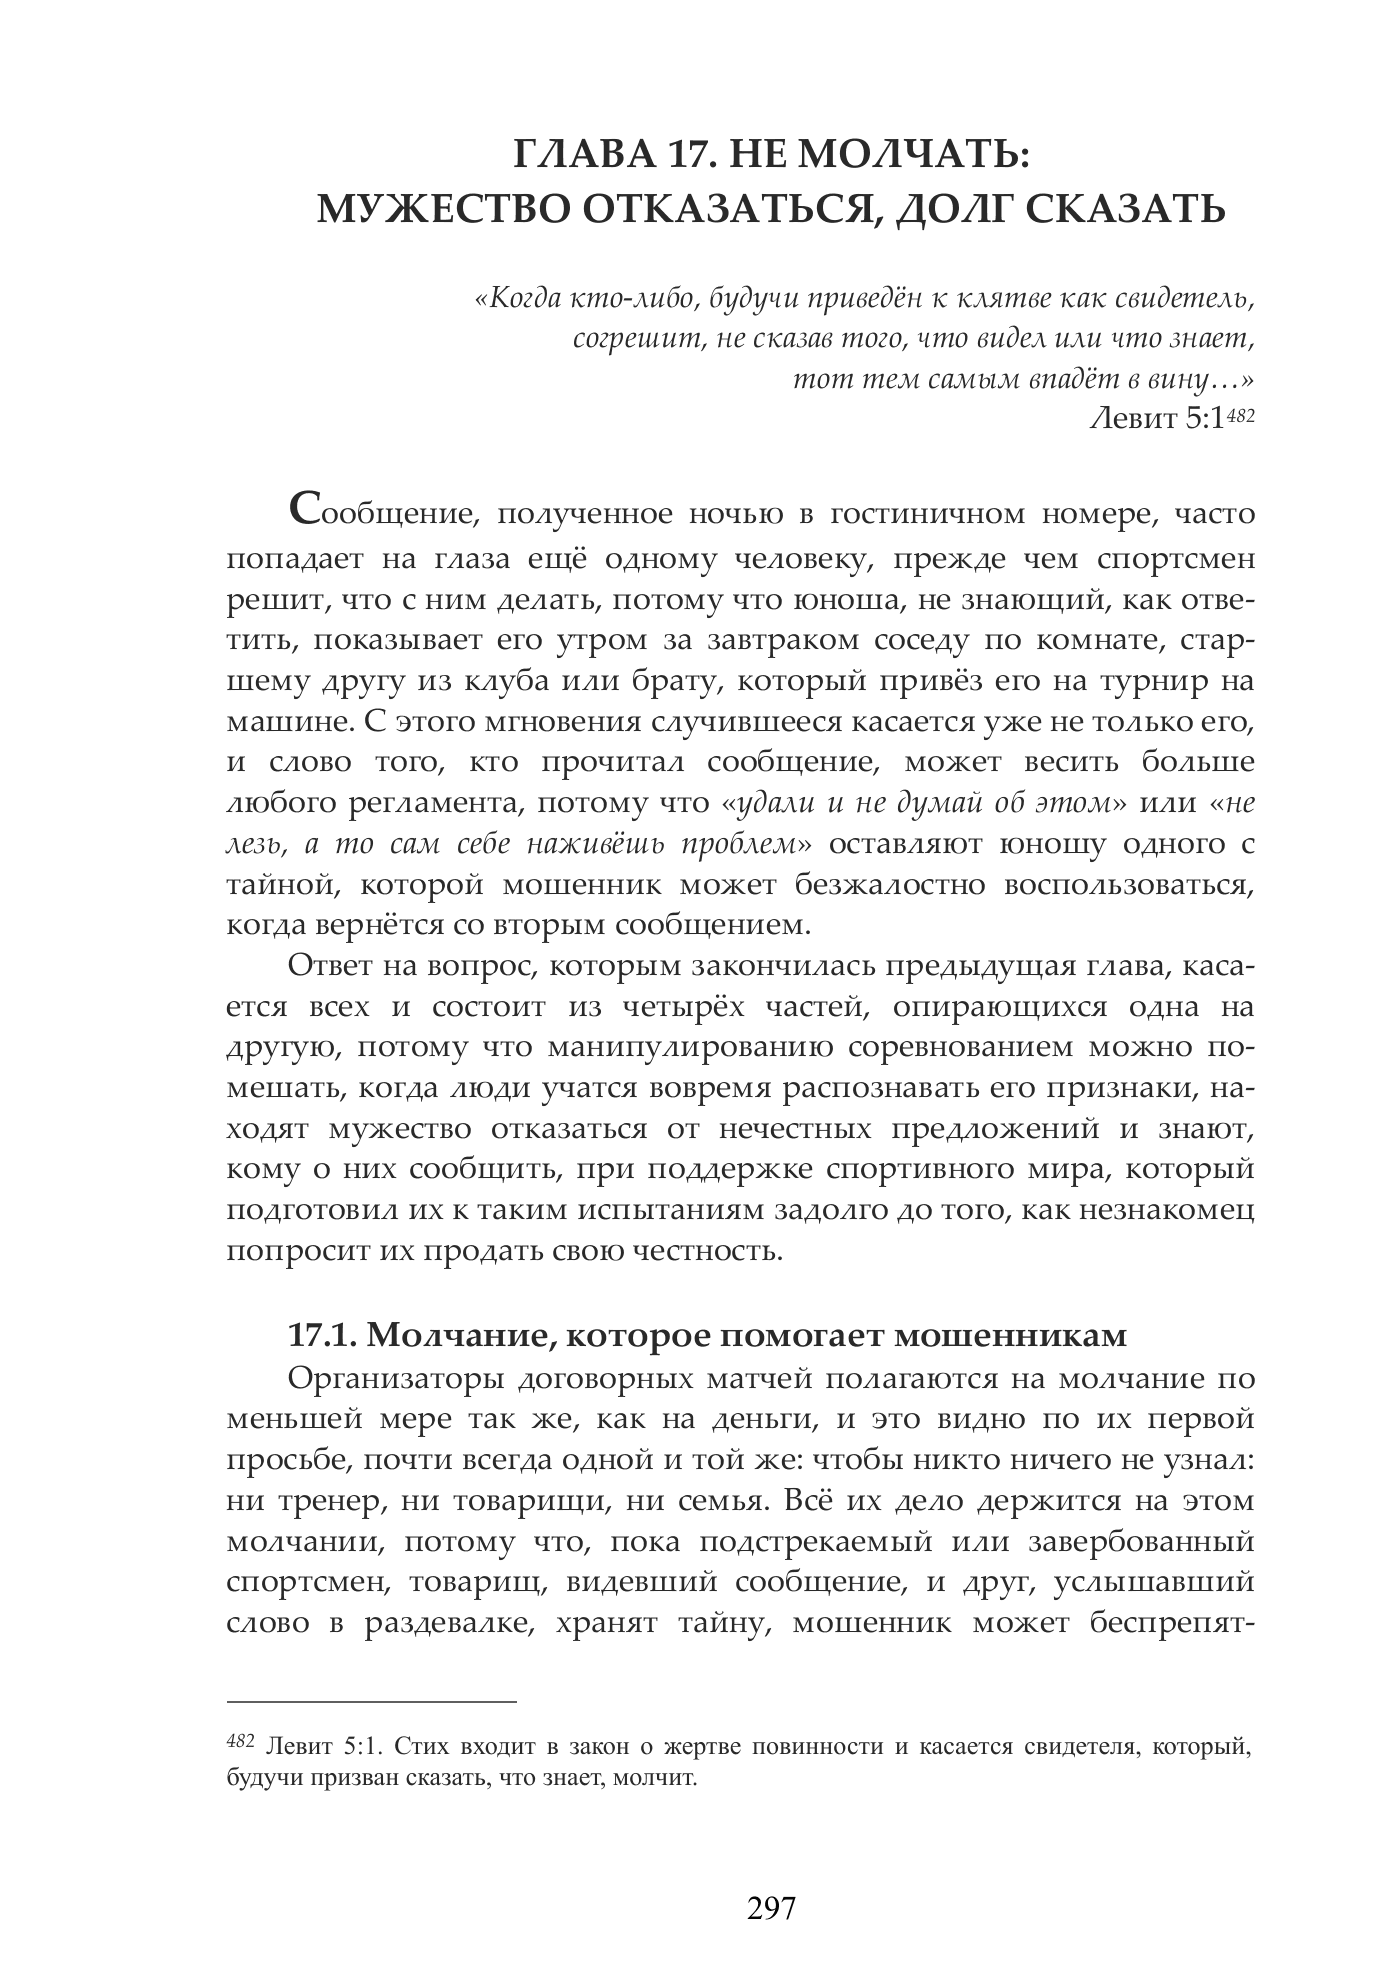 ГЛАВА 17. НЕ МОЛЧАТЬ:
МУЖЕСТВО ОТКАЗАТЬСЯ, ДОЛГ СКАЗАТЬ
«Когда кто-либо, будучи приведён к клятве как свидетель,
согрешит, не сказав того, что видел или что знает,
тот тем самым впадёт в вину…»
Левит 5:1482
Сообщение, полученное ночью в гостиничном номере, часто
попадает на глаза ещё одному человеку, прежде чем спортсмен
решит, что с ним делать, потому что юноша, не знающий, как отве-
тить, показывает его утром за завтраком соседу по комнате, стар-
шему другу из клуба или брату, который привёз его на турнир на
машине. С этого мгновения случившееся касается уже не только его,
и слово того, кто прочитал сообщение, может весить больше
любого регламента, потому что «удали и не думай об этом» или «не
лезь, а то сам себе наживёшь проблем» оставляют юношу одного с
тайной, которой мошенник может безжалостно воспользоваться,
когда вернётся со вторым сообщением.
Ответ на вопрос, которым закончилась предыдущая глава, каса-
ется всех и состоит из четырёх частей, опирающихся одна на
другую, потому что манипулированию соревнованием можно по-
мешать, когда люди учатся вовремя распознавать его признаки, на-
ходят мужество отказаться от нечестных предложений и знают,
кому о них сообщить, при поддержке спортивного мира, который
подготовил их к таким испытаниям задолго до того, как незнакомец
попросит их продать свою честность.
17.1. Молчание, которое помогает мошенникам
Организаторы договорных матчей полагаются на молчание по
меньшей мере так же, как на деньги, и это видно по их первой
просьбе, почти всегда одной и той же: чтобы никто ничего не узнал:
ни тренер, ни товарищи, ни семья. Всё их дело держится на этом
молчании, потому что, пока подстрекаемый или завербованный
спортсмен, товарищ, видевший сообщение, и друг, услышавший
слово в раздевалке, хранят тайну, мошенник может беспрепят-
482 Левит 5:1. Стих входит в закон о жертве повинности и касается свидетеля, который,
будучи призван сказать, что знает, молчит.
297